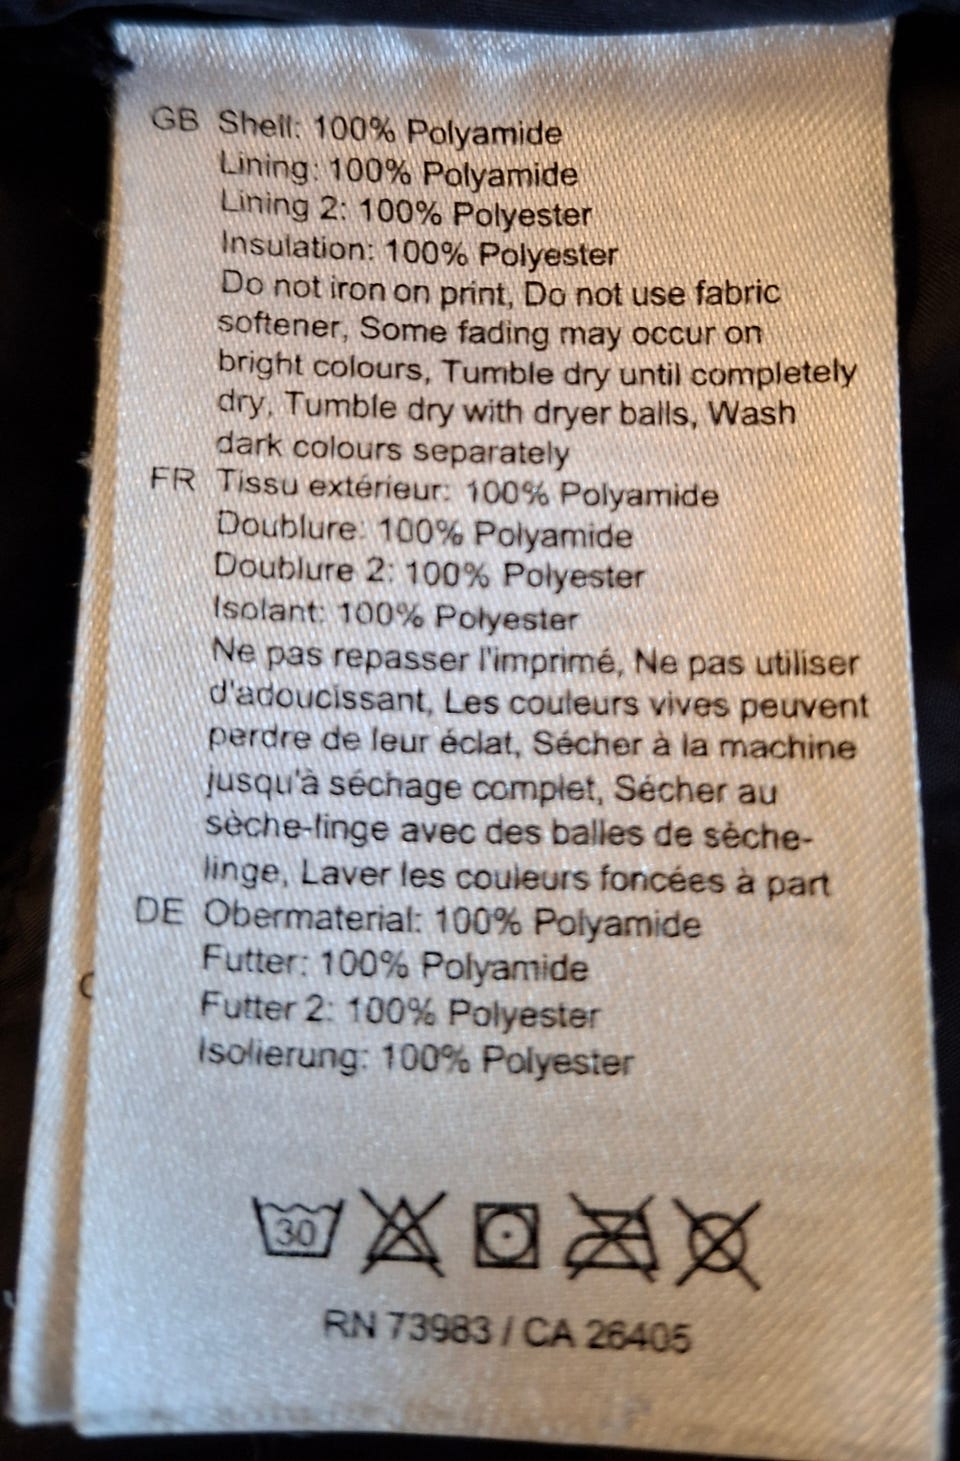 GB Shell: 100% Polyamide
Lining: 100% Polyamide
Lining 2: 100% Polyester
Insulation: 100% Polyester
Do not iron on print, Do not use fabric
softener, Some fading may occur on
bright colours, Tumble dry until completely
dry, Tumble dry with dryer balls, Wash
dark colours separately
FR Tissu extérieur: 100% Polyamide
Doublure: 100% Polyamide
Doublure 2: 100% Polyester
Isolant: 100% Polyester
Ne pas repasser l'imprimé, Ne pas utiliser
d'adoucissant, Les couleurs vives peuvent
perdre de leur éclat, Sécher à la machine
jusqu'à séchage complet, Sécher au
sèche-linge avec des balles de sèche-
linge, Laver les couleurs foncées à part
DE Obermaterial: 100% Polyamide
Futter: 100% Polyamide
Futter 2: 100% Polyester
Isolierung: 100% Polyester
30
RN 73983 / CA 26405